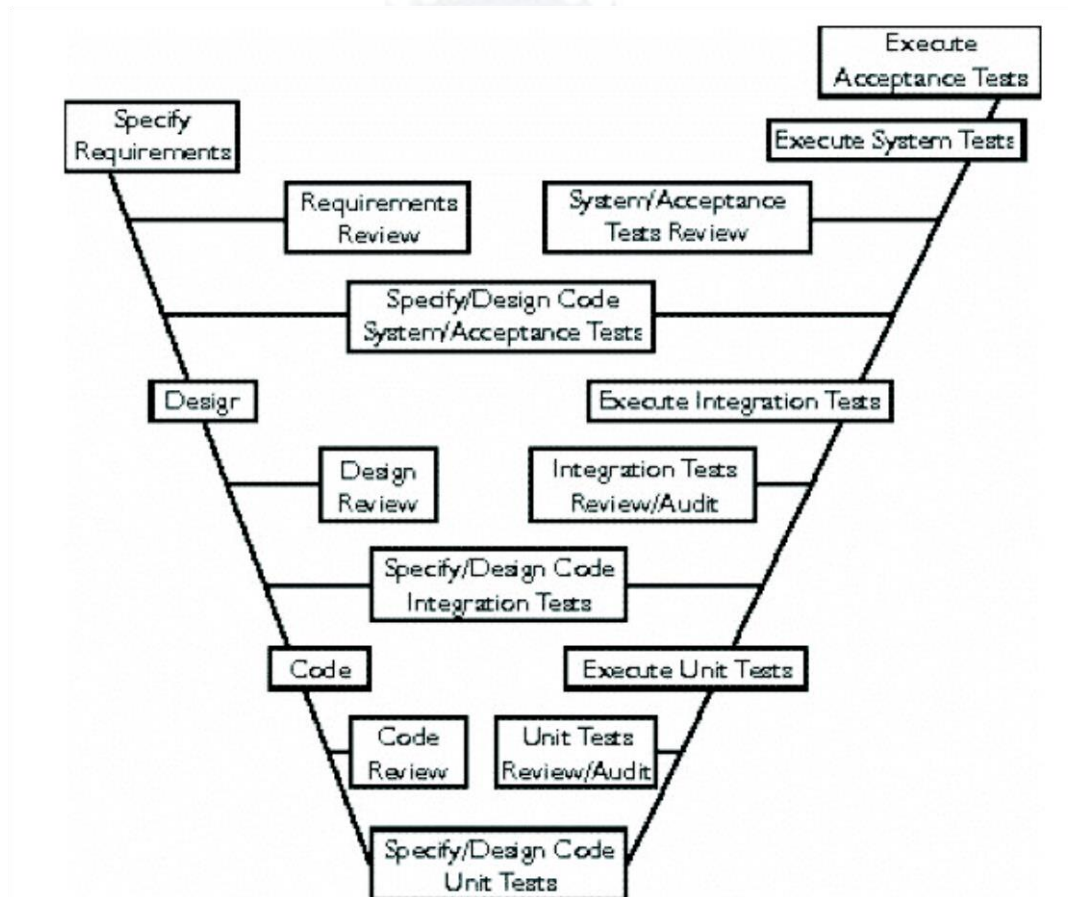 Execute
Acceptance Tests
Specify
Requirements
Execute System Tests
Requirements
Review
System/Acceptance
Tests Review
Specify/Design Code
System/Acceptance Tests
Design
Execute Integration Tests
Design
Review
Integration Tests
Review/Audit
Specify/Design Code
Integration Tests
Code
Execute Unit Tests
Code
Review
Unit Tests
Review/Audit
Specify/Design Code
Unit Tests